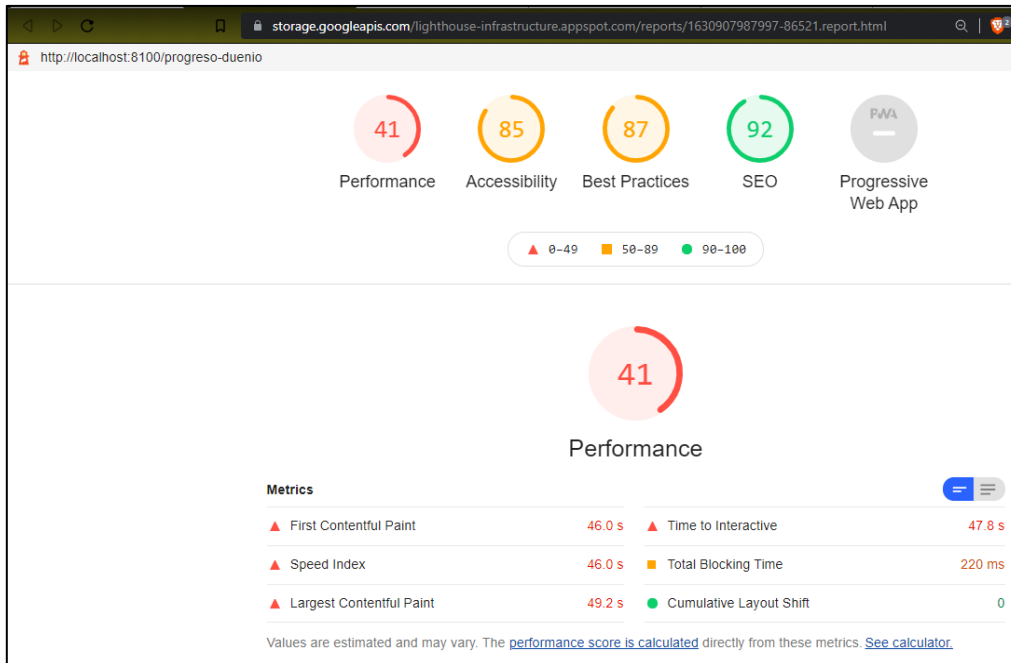 storage.googleapis.com/lighthouse-infrastructure.appspot.com/reports/1630907987997-86521.report.html
2
http://localhost:8100/progreso-duenio
41 85 87 92 PWA
Performance Accessibility Best Practices SEO Progressive
Web App
0–49 50–89 90–100
41
Performance
Metrics
First Contentful Paint 46.0 s Time to Interactive 47.8 s
Speed Index 46.0 s Total Blocking Time 220 ms
Largest Contentful Paint 49.2 s Cumulative Layout Shift 0
Values are estimated and may vary. The performance score is calculated directly from these metrics. See calculator.